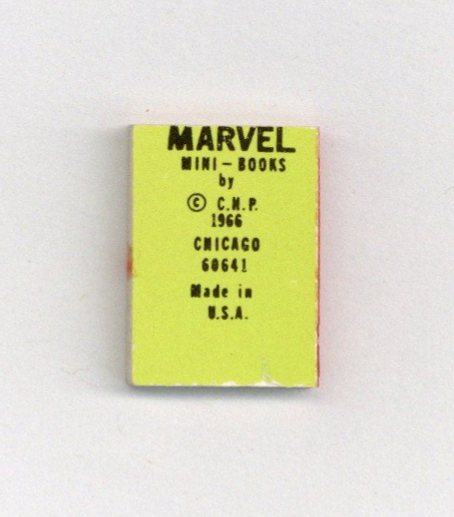 MARVEL
MINI-BOOKS
by
© C.M.P.
1966
CHICAGO
60641
Made in
U.S.A.